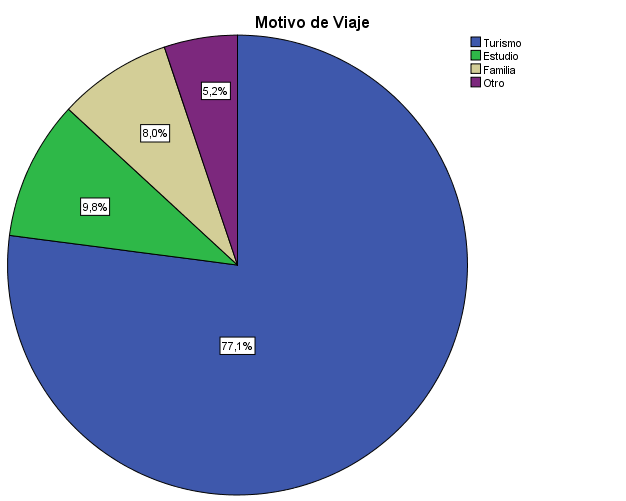 Motivo de Viaje
Turismo
Estudio
Familia
Otro
5,2%
8,0%
9,8%
77,1%